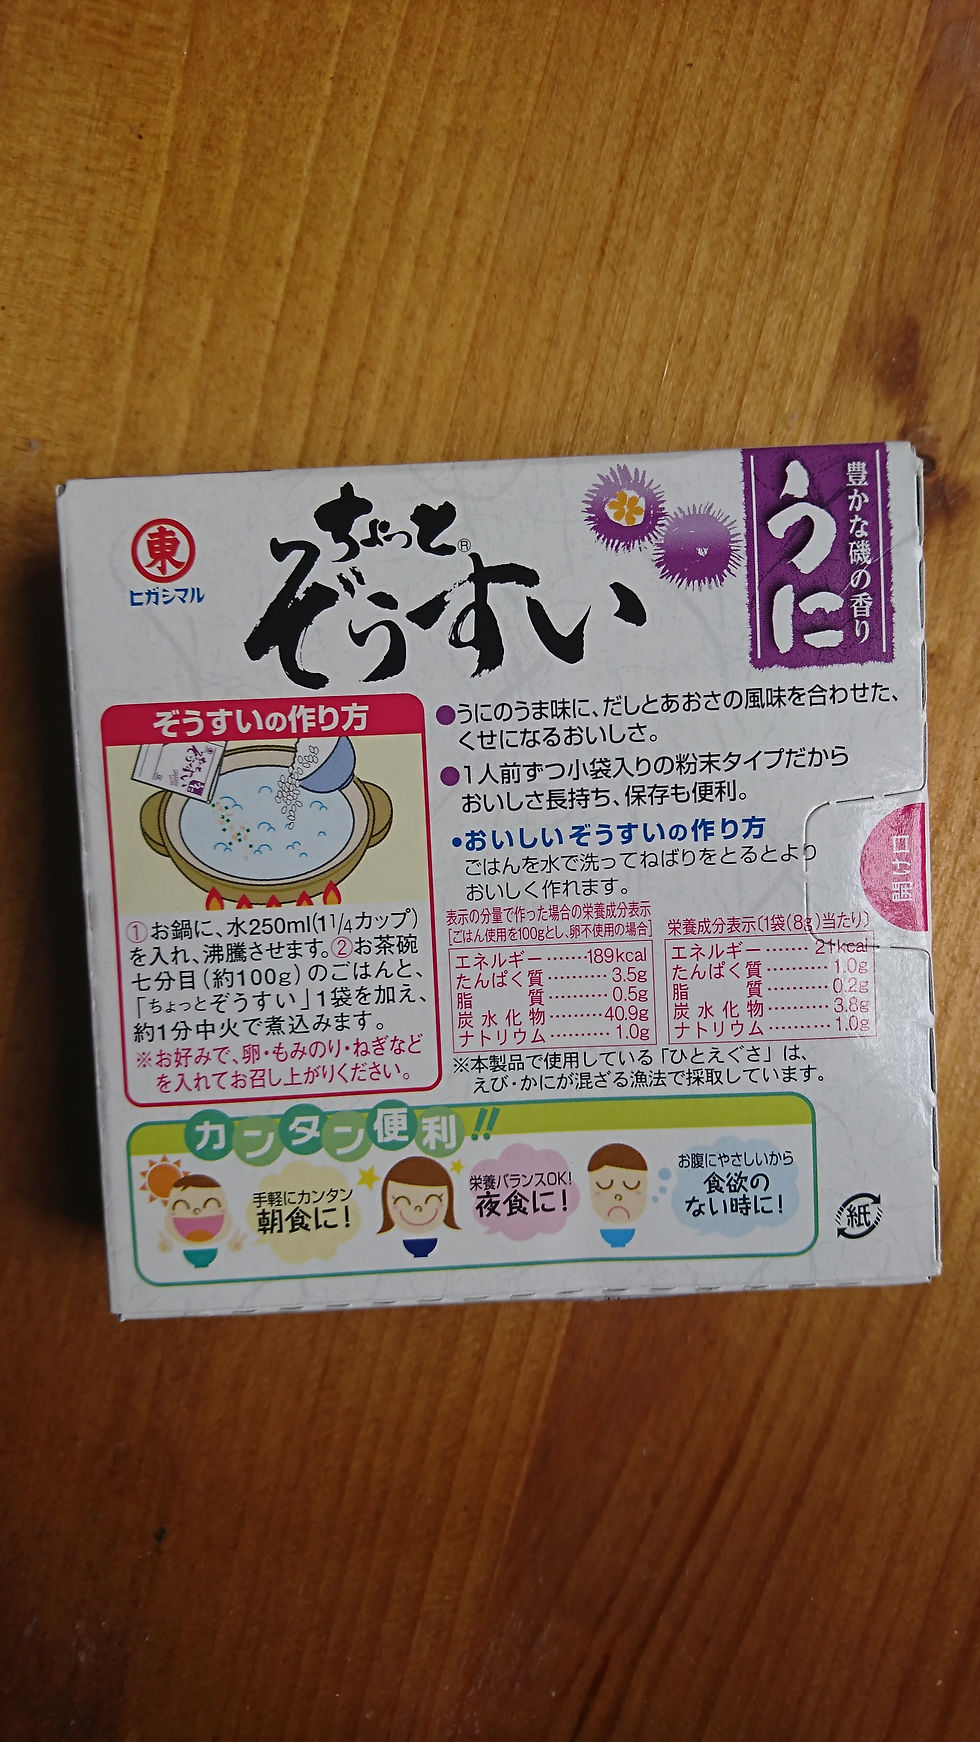 東
ヒガシマル
ちょっと®
ぞうすい
うに
豊かな磯の香り
ぞうすいの作り方
①お鍋に、水250ml(1 1/4カップ)
を入れ、沸騰させます。②お茶碗
七分目(約100g)のごはんと、
「ちょっとぞうすい」1袋を加え、
約1分中火で煮込みます。
※お好みで、卵・もみのり・ねぎなど
を入れてお召し上がりください。
●うにのうま味に、だしとあおさの風味を合わせた、
くせになるおいしさ。
●1人前ずつ小袋入りの粉末タイプだから
おいしさ長持ち、保存も便利。
•おいしいぞうすいの作り方
ごはんを水で洗ってねばりをとるとより
おいしく作れます。
開け口
表示の分量で作った場合の栄養成分表示
[ごはん使用を100gとし、卵不使用の場合]
エネルギー……189kcal
たんぱく質………3.5g
脂質………0.5g
炭水化物………40.9g
ナトリウム………1.0g
栄養成分表示〔1袋(8g)当たり〕
エネルギー……21kcal
たんぱく質………1.0g
脂質………0.2g
炭水化物………3.8g
ナトリウム………1.0g
※本製品で使用している「ひとえぐさ」は、
えび・かにが混ざる漁法で採取しています。
カンタン便利!!
手軽にカンタン
朝食に!
栄養バランスOK!
夜食に!
お腹にやさしいから
食欲の
ない時に!
紙